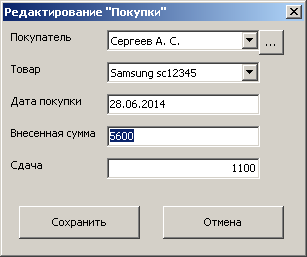 Редактирование "Покупки"
Покупатель Сергеев А. С. ...
Товар Samsung sc12345
Дата покупки 28.06.2014
Внесенная сумма 5600
Сдача 1100
Сохранить Отмена